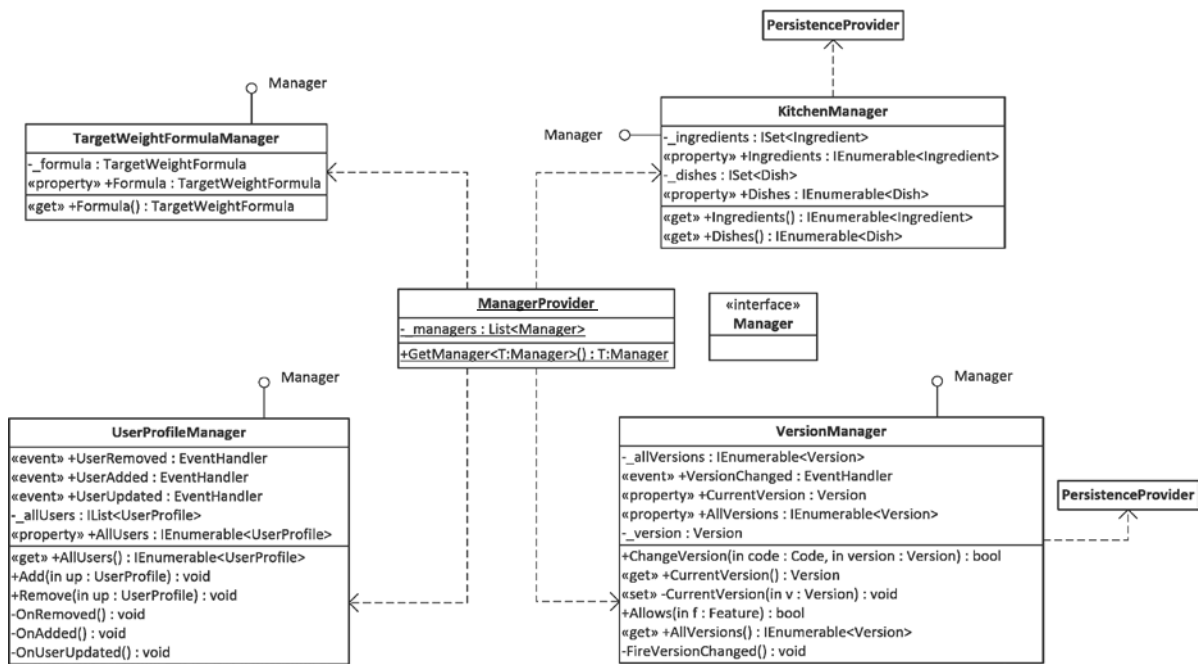 PersistenceProvider
Manager
TargetWeightFormulaManager
-_formula : TargetWeightFormula
«property» +Formula : TargetWeightFormula
«get» +Formula() : TargetWeightFormula
Manager
KitchenManager
-_ingredients : ISet<Ingredient>
«property» +Ingredients : IEnumerable<Ingredient>
-_dishes : ISet<Dish>
«property» +Dishes : IEnumerable<Dish>
«get» +Ingredients() : IEnumerable<Ingredient>
«get» +Dishes() : IEnumerable<Dish>
ManagerProvider
-_managers : List<Manager>
+GetManager<T:Manager>() : T:Manager
«interface»
Manager
Manager
UserProfileManager
«event» +UserRemoved : EventHandler
«event» +UserAdded : EventHandler
«event» +UserUpdated : EventHandler
-_allUsers : IList<UserProfile>
«property» +AllUsers : IEnumerable<UserProfile>
«get» +AllUsers() : IEnumerable<UserProfile>
+Add(in up : UserProfile) : void
+Remove(in up : UserProfile) : void
-OnRemoved() : void
-OnAdded() : void
-OnUserUpdated() : void
Manager
VersionManager
-_allVersions : IEnumerable<Version>
«event» +VersionChanged : EventHandler
«property» +CurrentVersion : Version
«property» +AllVersions : IEnumerable<Version>
-_version : Version
+ChangeVersion(in code : Code, in version : Version) : bool
«get» +CurrentVersion() : Version
«set» -CurrentVersion(in v : Version) : void
+Allows(in f : Feature) : bool
«get» +AllVersions() : IEnumerable<Version>
-FireVersionChanged() : void
PersistenceProvider